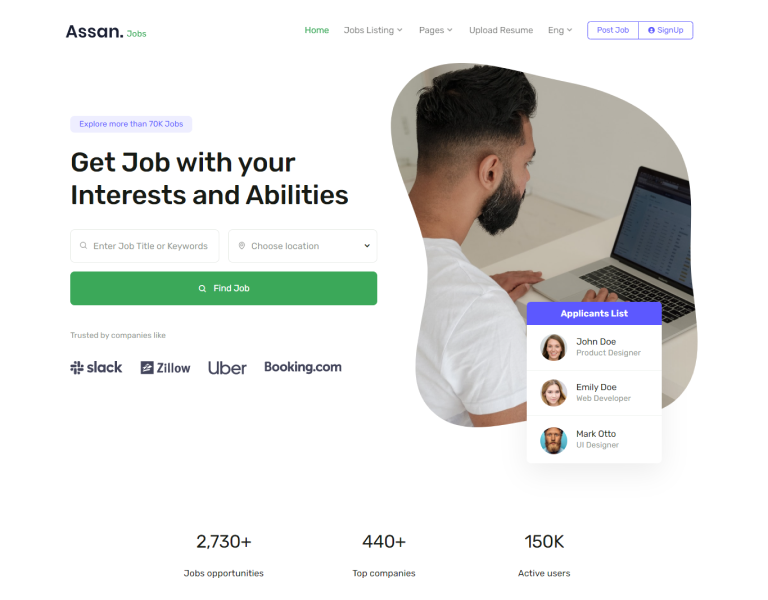 Assan. Jobs
Home Jobs Listing Pages Upload Resume Eng Post Job SignUp
Explore more than 70K Jobs
Get Job with your
Interests and Abilities
Enter Job Title or Keywords Choose location
Find Job
Trusted by companies like
slack Zillow Uber Booking.com
Applicants List
John Doe
Product Designer
Emily Doe
Web Developer
Mark Otto
UI Designer
2,730+ 440+ 150K
Jobs opportunities Top companies Active users